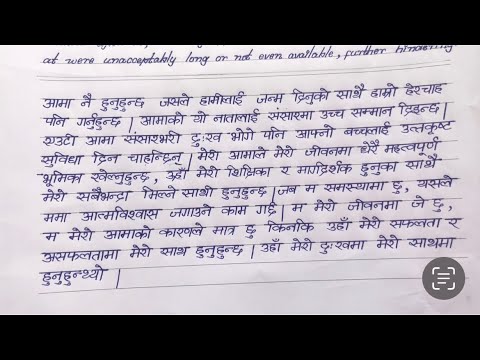 at were unacceptably long or not even available, further
आमा नै हुनुहुन्छ जसले हामीलाई जन्म दिनुको साथै हाम्रो हेरचाह
पनि गर्नुहुन्छ | आमाको यो नातालाई संसारमा उच्च सम्मान दिइन्छ |
एउटी आमा संसारभरी दुःख भोगे पनि आफ्नो बच्चालाई उत्कृष्ट
सुविधा दिन चाहन्छिन् | मेरी आमाले मेरो जीवनमा धेरै महत्वपूर्ण
भूमिका खेल्नुहुन्छ, उहाँ मेरो शिक्षिका र मार्गदर्शक हुनुका साथै
मेरो सबैभन्दा मिल्ने साथी हुनुहुन्छ | जब म समस्यामा छु, यसले
ममा आत्मविश्वास जगाउने काम गर्छ | म मेरो जीवनमा जे छु,
म मेरो आमाको कारणले मात्र हु किनकि उहाँ मेरो सफलता र
असफलतामा मेरो साथ हुनुहुन्छ | उहाँ मेरो दुःखमा मेरो साथमा
हुनुहुन्थ्यो |